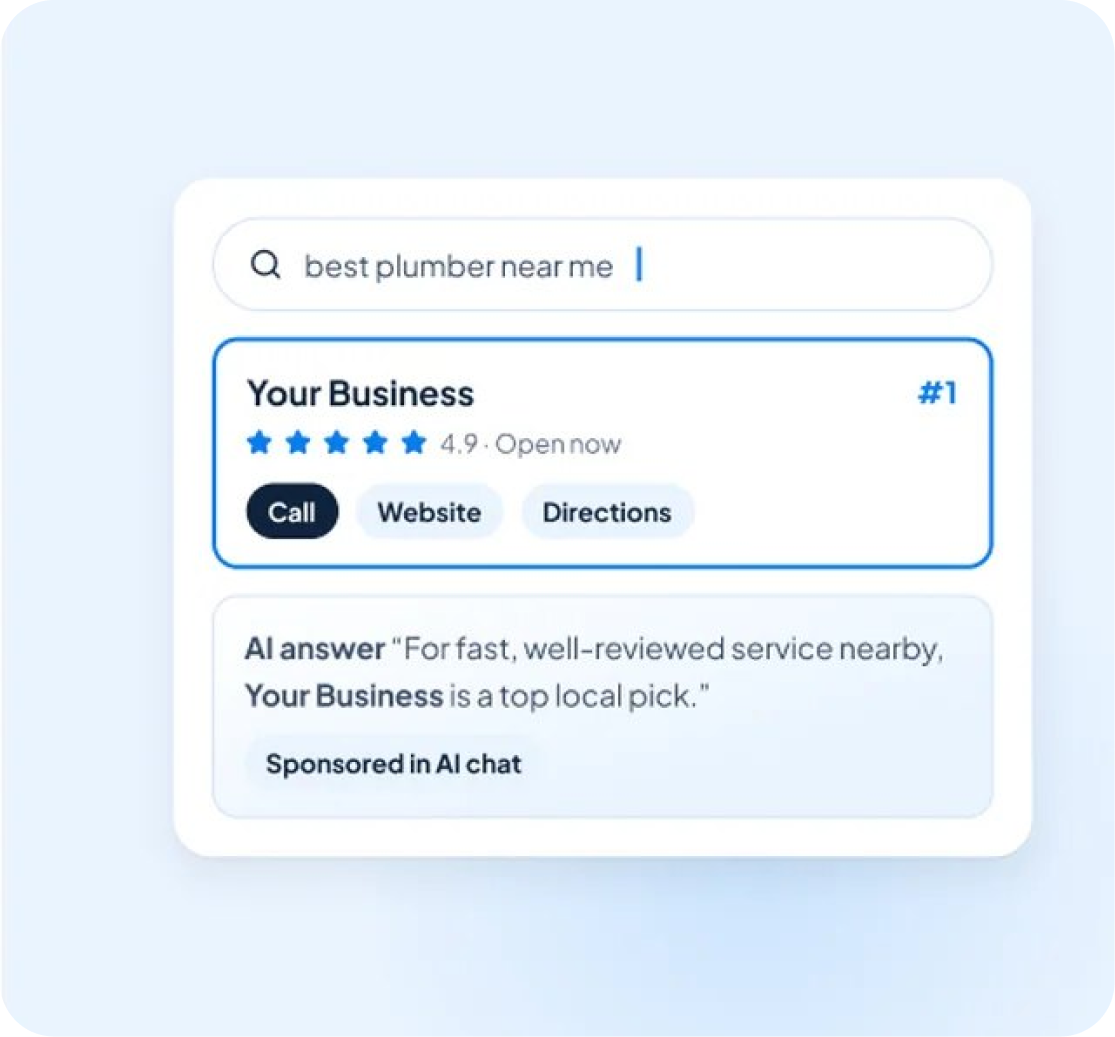 best plumber near me
Your Business
#1
4.9 · Open now
Call
Website
Directions
AI answer “For fast, well-reviewed service nearby,
Your Business is a top local pick.”
Sponsored in AI chat